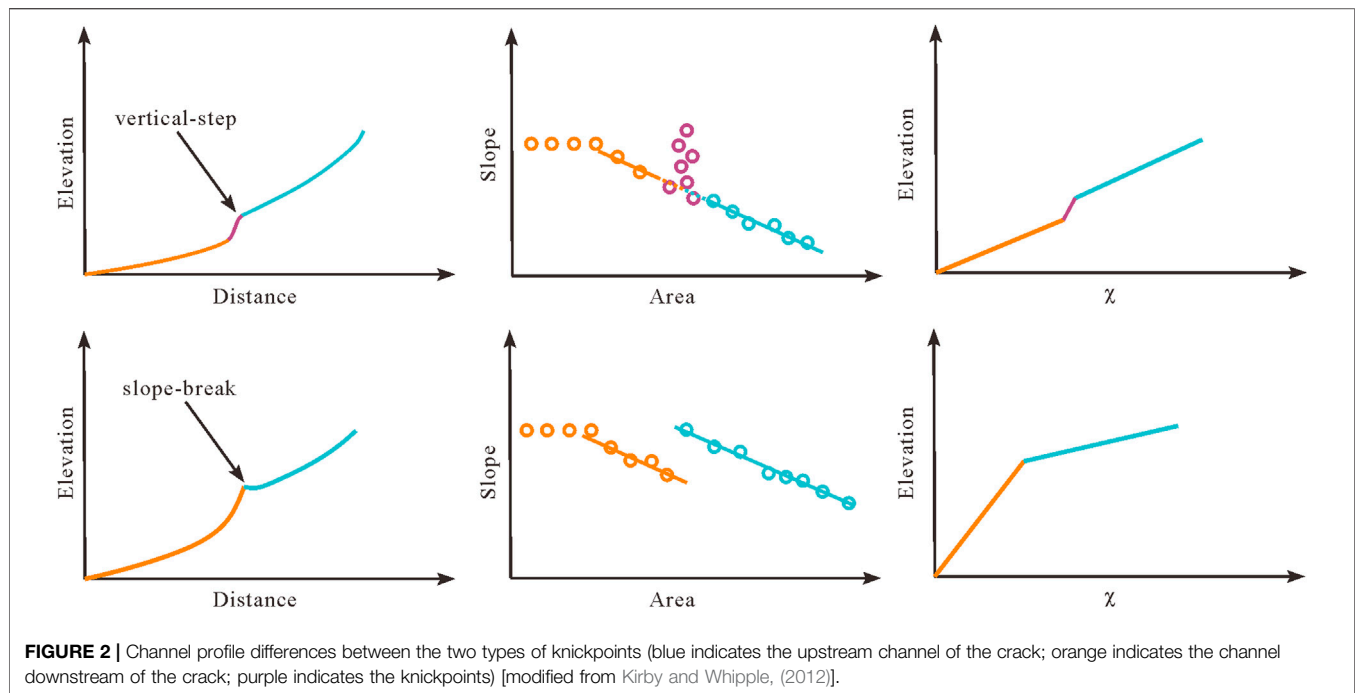 Elevation
vertical-step
Distance
Slope
Area
Elevation
χ
Elevation
slope-break
Distance
Slope
Area
Elevation
χ
FIGURE 2 | Channel profile differences between the two types of knickpoints (blue indicates the upstream channel of the crack; orange indicates the channel
downstream of the crack; purple indicates the knickpoints) [modified from Kirby and Whipple, (2012)].